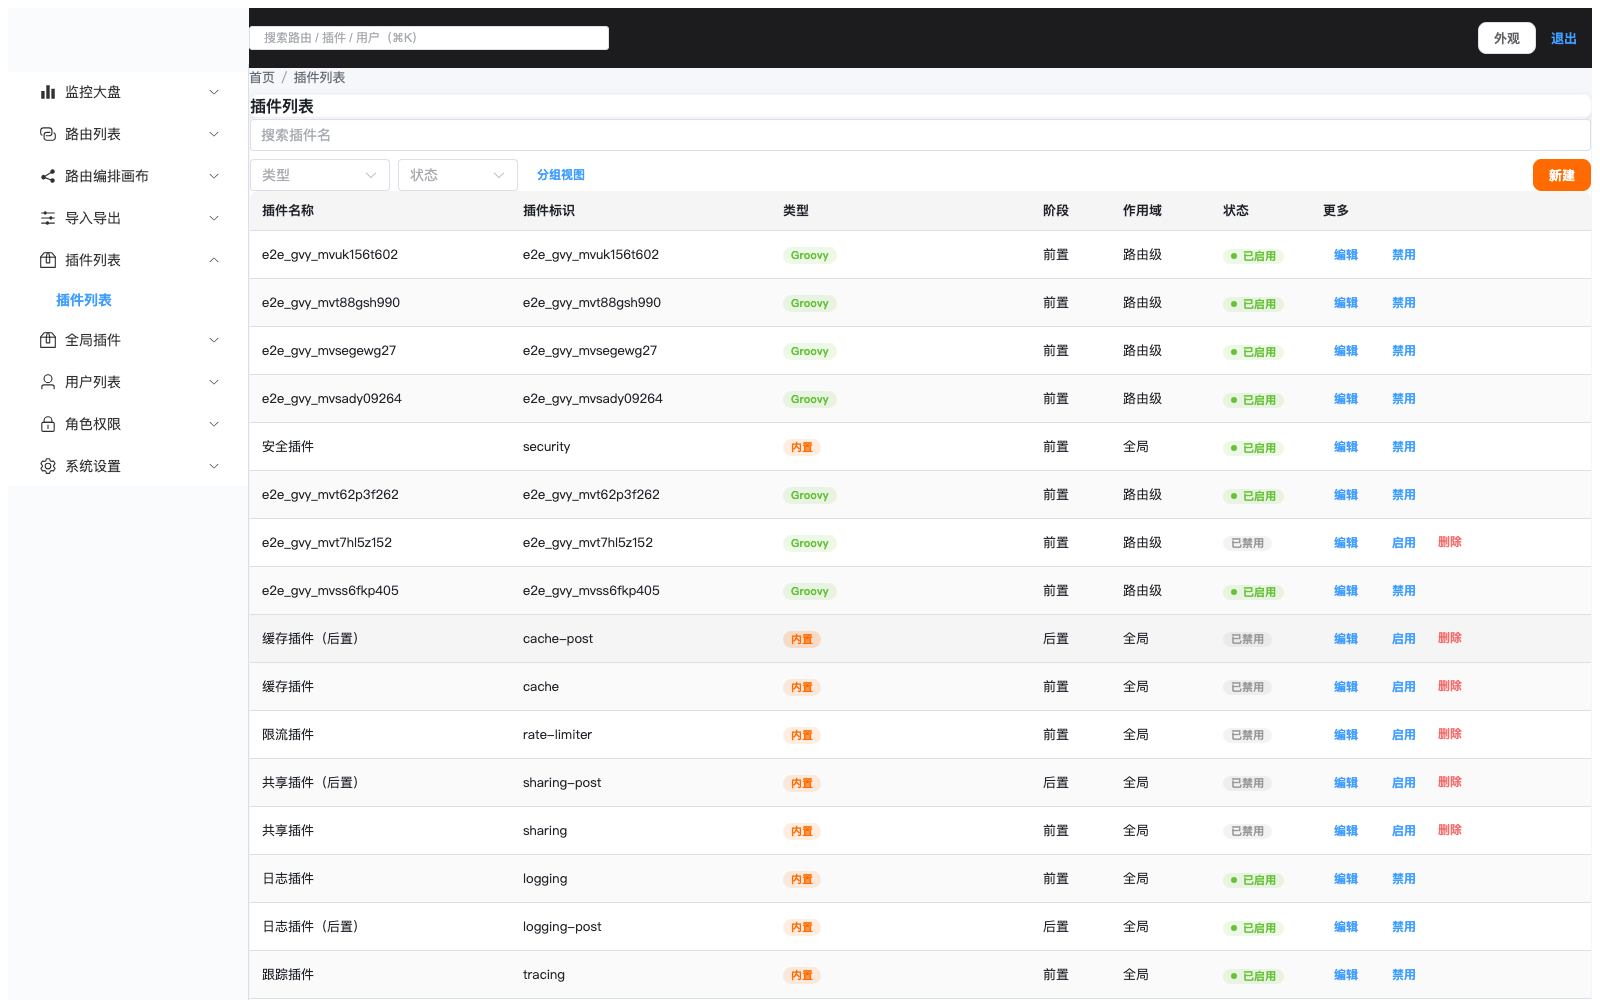 搜索路由 / 插件 / 用户（⌘K）
外观 退出
监控大盘
路由列表
路由编排画布
导入导出
插件列表
插件列表
全局插件
用户列表
角色权限
系统设置
首页 / 插件列表
插件列表
搜索插件名
类型 状态 分组视图 新建
插件名称 插件标识 类型 阶段 作用域 状态 更多
e2e_gvy_mvuk156t602 e2e_gvy_mvuk156t602 Groovy 前置 路由级 已启用 编辑 禁用
e2e_gvy_mvt88gsh990 e2e_gvy_mvt88gsh990 Groovy 前置 路由级 已启用 编辑 禁用
e2e_gvy_mvsegewg27 e2e_gvy_mvsegewg27 Groovy 前置 路由级 已启用 编辑 禁用
e2e_gvy_mvsady09264 e2e_gvy_mvsady09264 Groovy 前置 路由级 已启用 编辑 禁用
安全插件 security 内置 前置 全局 已启用 编辑 禁用
e2e_gvy_mvt62p3f262 e2e_gvy_mvt62p3f262 Groovy 前置 路由级 已启用 编辑 禁用
e2e_gvy_mvt7hl5z152 e2e_gvy_mvt7hl5z152 Groovy 前置 路由级 已禁用 编辑 启用 删除
e2e_gvy_mvss6fkp405 e2e_gvy_mvss6fkp405 Groovy 前置 路由级 已启用 编辑 禁用
缓存插件（后置） cache-post 内置 后置 全局 已禁用 编辑 启用 删除
缓存插件 cache 内置 前置 全局 已禁用 编辑 启用 删除
限流插件 rate-limiter 内置 前置 全局 已禁用 编辑 启用 删除
共享插件（后置） sharing-post 内置 后置 全局 已禁用 编辑 启用 删除
共享插件 sharing 内置 前置 全局 已禁用 编辑 启用 删除
日志插件 logging 内置 前置 全局 已启用 编辑 禁用
日志插件（后置） logging-post 内置 后置 全局 已启用 编辑 禁用
跟踪插件 tracing 内置 前置 全局 已启用 编辑 禁用